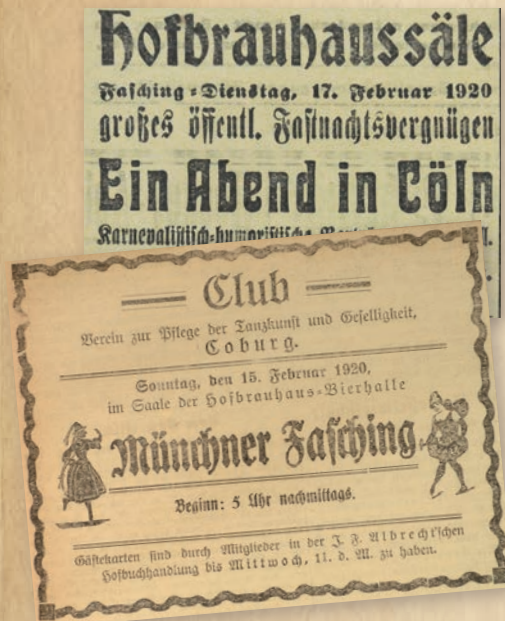 Hofbrauhaussäle
Fasching-Dienstag, 17. Februar 1920
großes öffentl. Fastnachtsvergnügen
Ein Abend in Cöln
Karnevalistisch-humoristische
Club
Verein zur Pflege der Tanzkunst und Geselligkeit,
Coburg.
Sonntag, den 15. Februar 1920,
im Saale der Hofbrauhaus-Bierhalle
Münchner Fasching
Beginn: 5 Uhr nachmittags.
Gästekarten sind durch Mitglieder in der J. F. Albrecht'schen
Hofbuchhandlung bis Mittwoch, 11. d. M. zu haben.